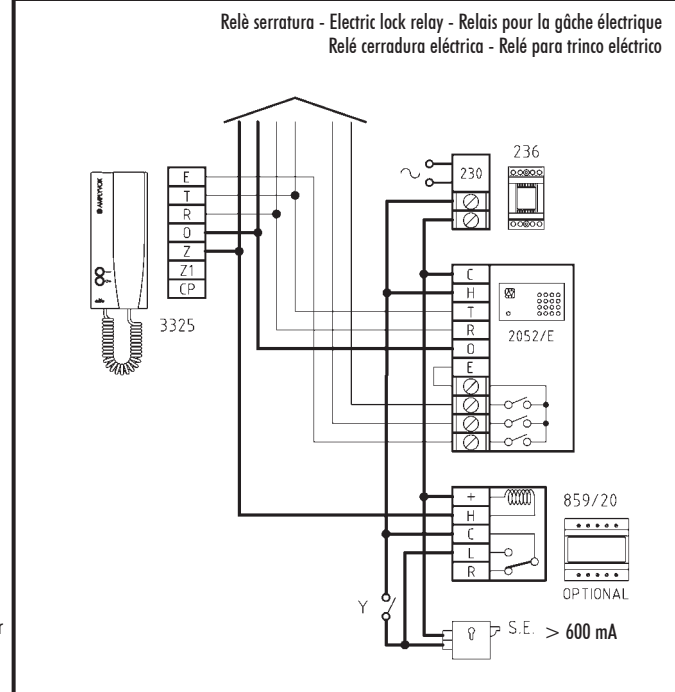 Relè serratura - Electric lock relay - Relais pour la gâche électrique
Relé cerradura eléctrica - Relé para trinco eléctrico
236
230
E
T
R
0
Z
Z1
CP
AMPLYVOX
3325
C
H
T
R
0
E
2052/E
+
H
C
L
R
859/20
OPTIONAL
Y
S.E. > 600 mA
r